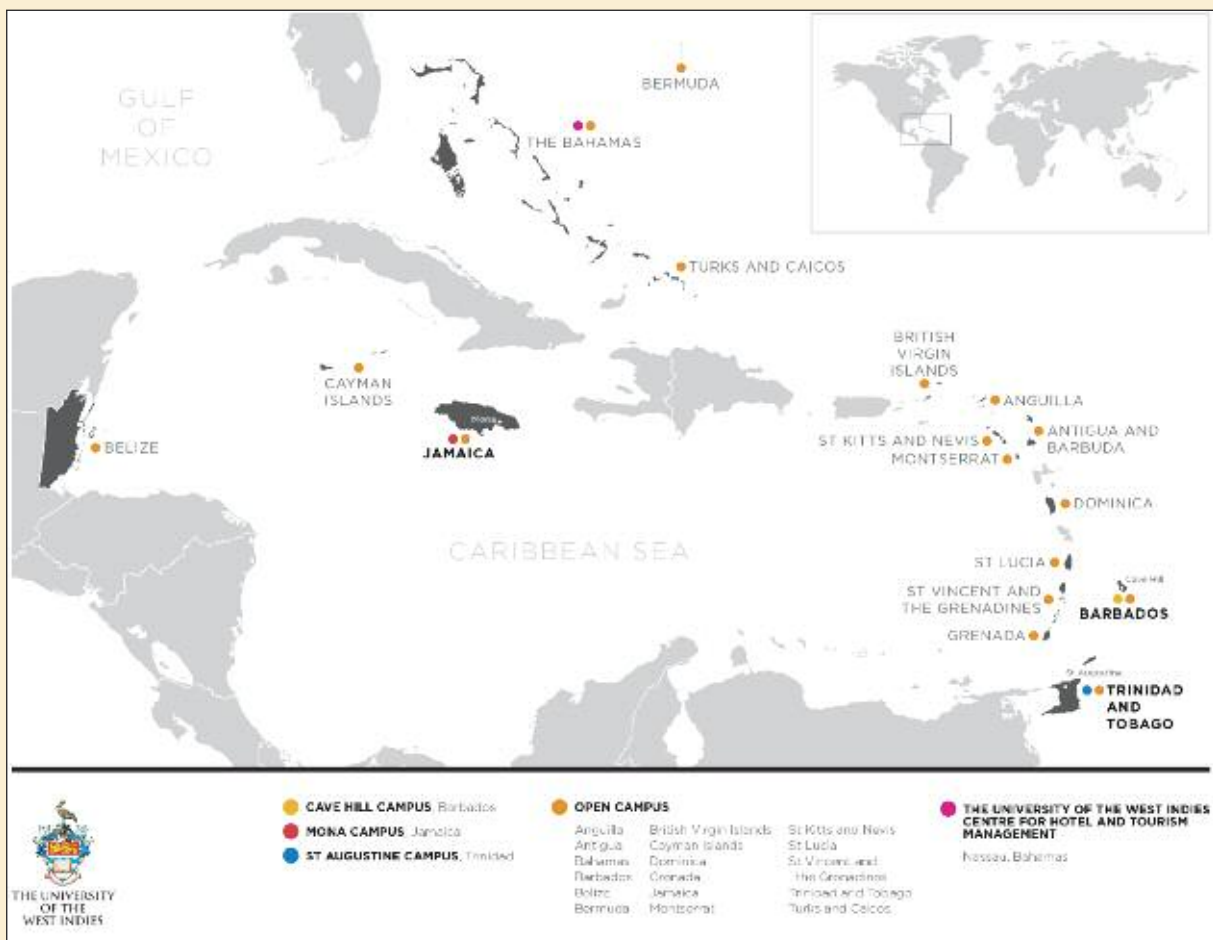 GULF
OF
MEXICO
BERMUDA
THE BAHAMAS
TURKS AND CAICOS
BRITISH
VIRGIN
ISLANDS
CAYMAN
ISLANDS
ANGUILLA
Mona
JAMAICA
BELIZE
ST KITTS AND NEVIS
ANTIGUA AND
BARBUDA
MONTSERRAT
DOMINICA
CARIBBEAN SEA
ST LUCIA
Cave Hill
ST VINCENT AND
THE GRENADINES
BARBADOS
GRENADA
St Augustine
TRINIDAD
AND
TOBAGO
THE UNIVERSITY
OF THE
WEST INDIES
CAVE HILL CAMPUS, Barbados
MONA CAMPUS, Jamaica
ST AUGUSTINE CAMPUS, Trinidad
OPEN CAMPUS
Anguilla
Antigua
Bahamas
Barbados
Belize
Bermuda
British Virgin Islands
Cayman Islands
Dominica
Grenada
Jamaica
Montserrat
St Kitts and Nevis
St Lucia
St Vincent and
the Grenadines
Trinidad and Tobago
Turks and Caicos
THE UNIVERSITY OF THE WEST INDIES
CENTRE FOR HOTEL AND TOURISM
MANAGEMENT
Nassau, Bahamas